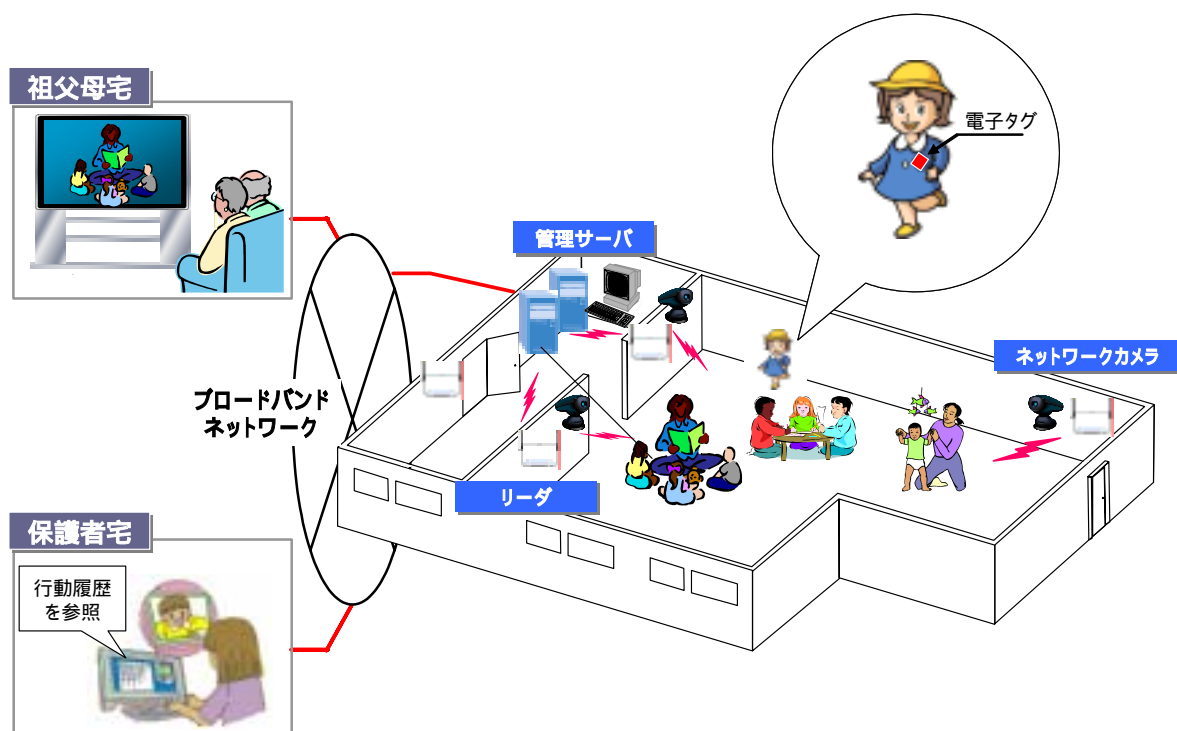 祖父母宅
電子タグ
管理サーバ
ネットワークカメラ
ブロードバンド
ネットワーク
リーダ
保護者宅
行動履歴
を参照